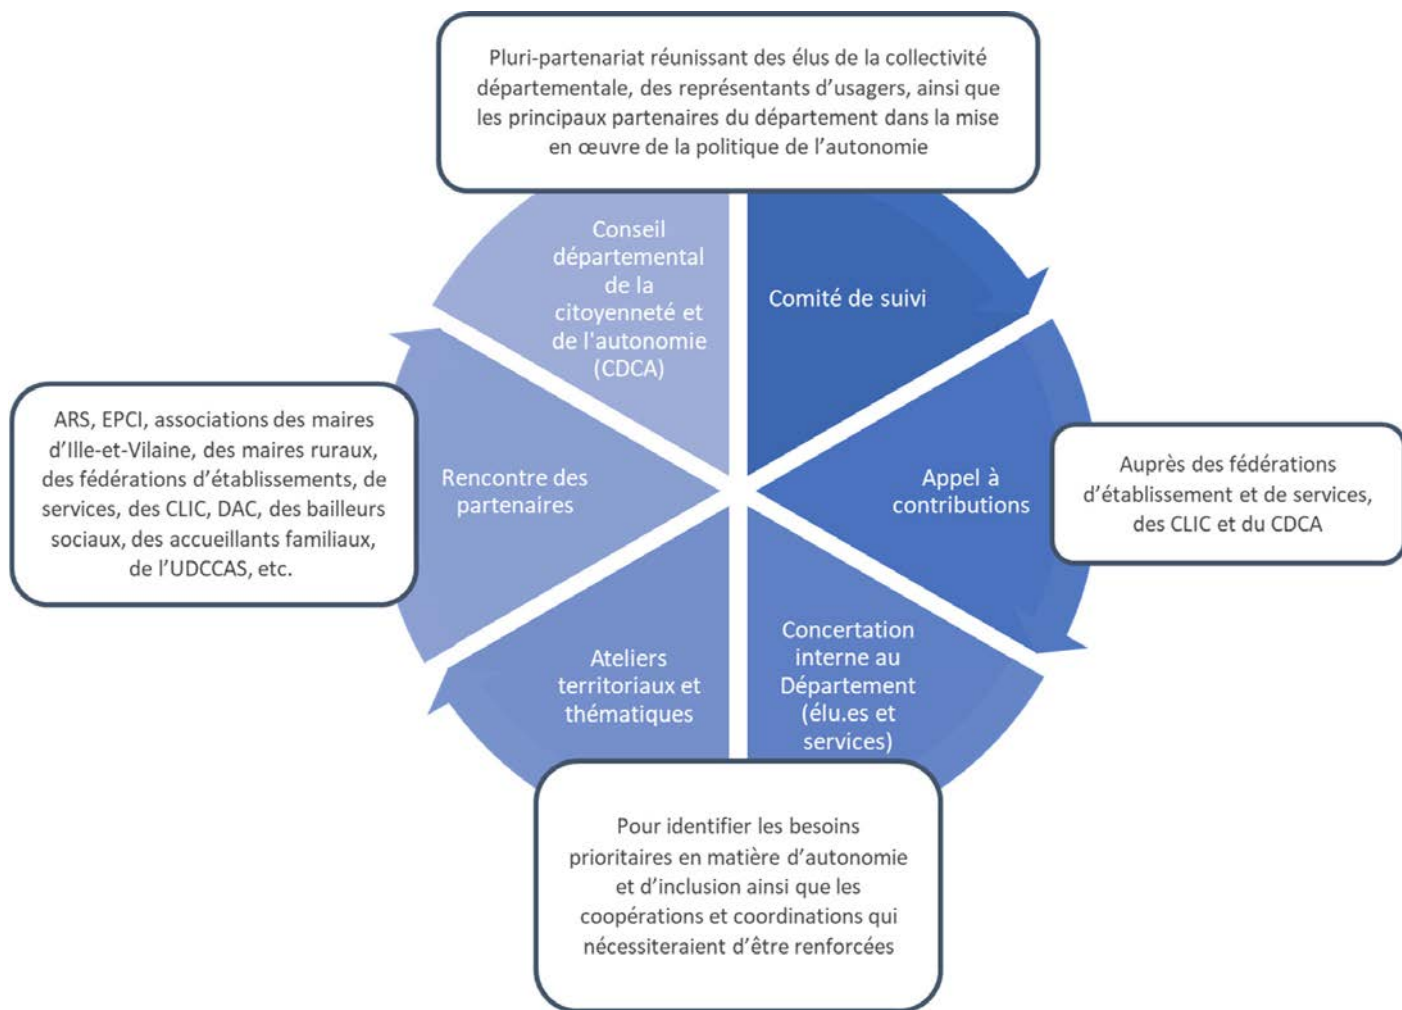 Pluri-partenariat réunissant des élus de la collectivité
départementale, des représentants d’usagers, ainsi que
les principaux partenaires du département dans la mise
en œuvre de la politique de l’autonomie
Conseil
départemental
de la
citoyenneté et
de l'autonomie
(CDCA)
Comité de suivi
ARS, EPCI, associations des maires
d’Ille-et-Vilaine, des maires ruraux,
des fédérations d’établissements, de
services, des CLIC, DAC, des bailleurs
sociaux, des accueillants familiaux,
de l’UDCCAS, etc.
Rencontre des
partenaires
Appel à
contributions
Auprès des fédérations
d’établissement et de services,
des CLIC et du CDCA
Ateliers
territoriaux et
thématiques
Concertation
interne au
Département
(élu.es et
services)
Pour identifier les besoins
prioritaires en matière d’autonomie
et d’inclusion ainsi que les
coopérations et coordinations qui
nécessiteraient d’être renforcées